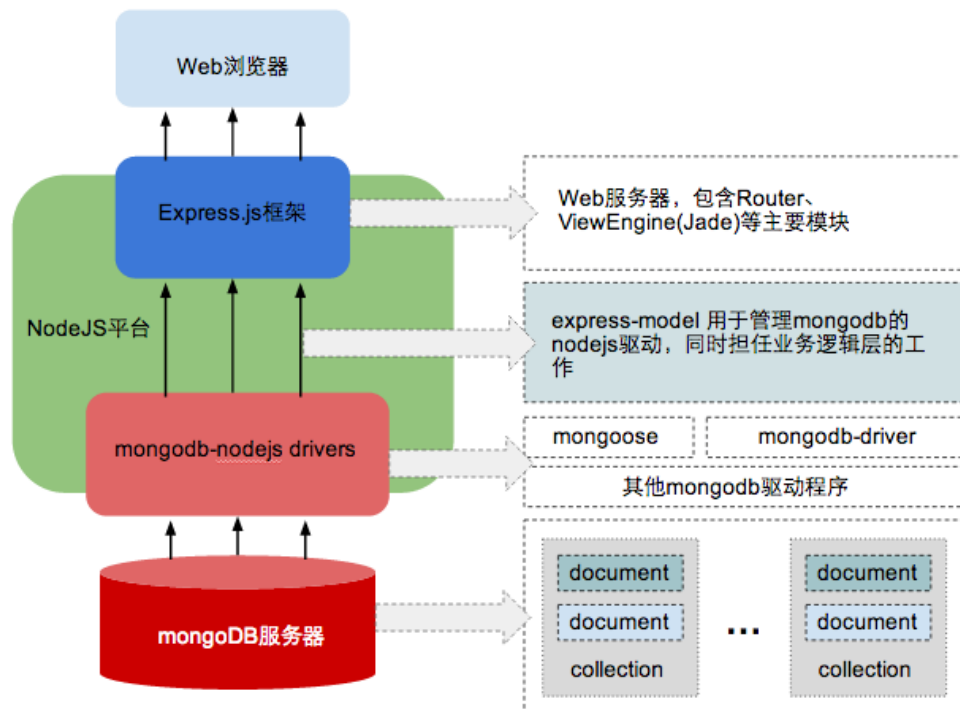 Web浏览器
Express.js框架
Web服务器，包含Router、
ViewEngine(Jade)等主要模块
NodeJS平台
express-model 用于管理mongodb的
nodejs驱动，同时担任业务逻辑层的工
作
mongodb-nodejs drivers
mongoose
mongodb-driver
其他mongodb驱动程序
mongoDB服务器
document
document
collection
...
document
document
collection